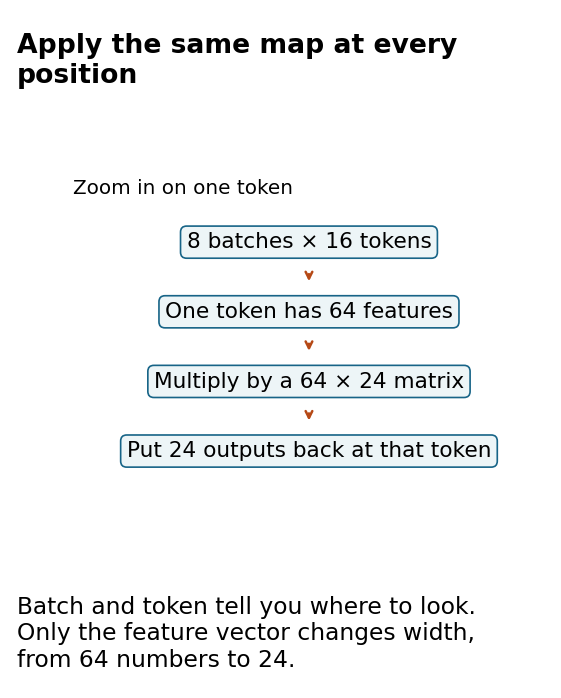 Apply the same map at every
position
Zoom in on one token
8 batches × 16 tokens
One token has 64 features
Multiply by a 64 × 24 matrix
Put 24 outputs back at that token
Batch and token tell you where to look.
Only the feature vector changes width,
from 64 numbers to 24.